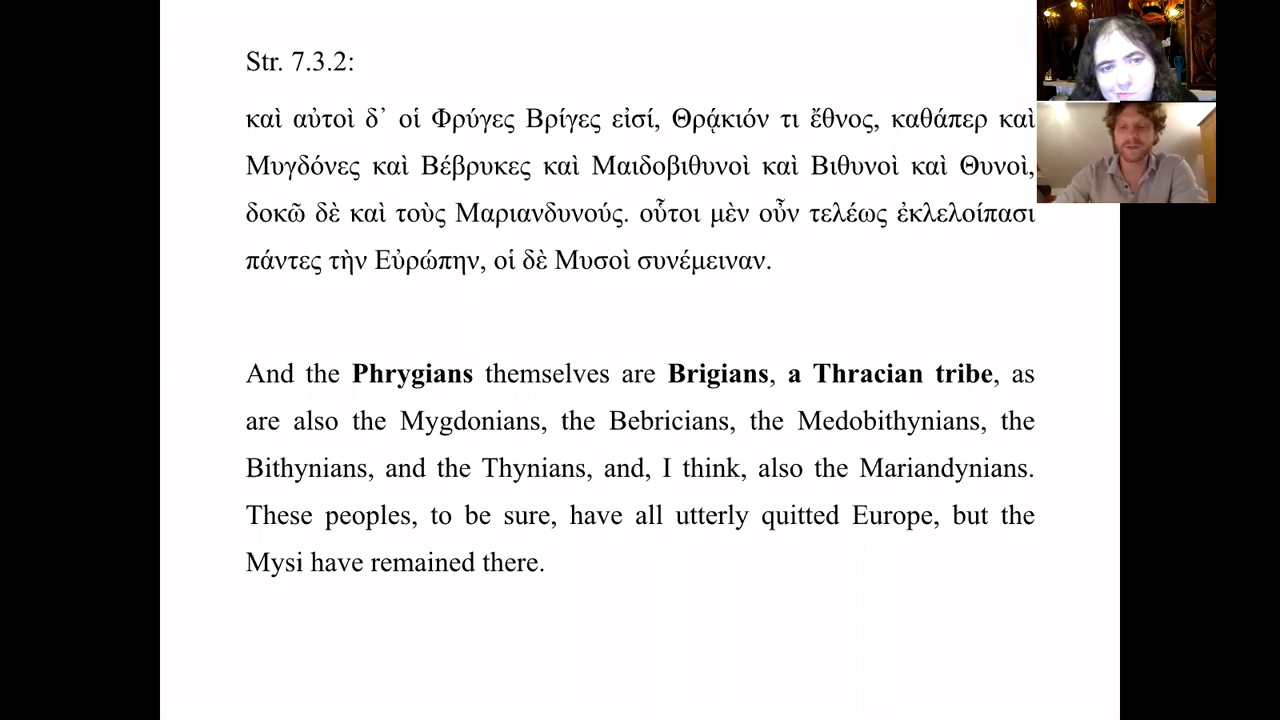 Str. 7.3.2:
καὶ αὐτοὶ δ᾽ οἱ Φρύγες Βρίγες εἰσί, Θρᾴκιόν τι ἔθνος, καθάπερ καὶ
Μυγδόνες καὶ Βέβρυκες καὶ Μαιδοβιθυνοὶ καὶ Βιθυνοὶ καὶ Θυνοὶ,
δοκῶ δὲ καὶ τοὺς Μαριανδυνούς. οὗτοι μὲν οὖν τελέως ἐκλελοίπασι
πάντες τὴν Εὐρώπην, οἱ δὲ Μυσοὶ συνέμειναν.
And the Phrygians themselves are Brigians, a Thracian tribe, as
are also the Mygdonians, the Bebricians, the Medobithynians, the
Bithynians, and the Thynians, and, I think, also the Mariandynians.
These peoples, to be sure, have all utterly quitted Europe, but the
Mysi have remained there.